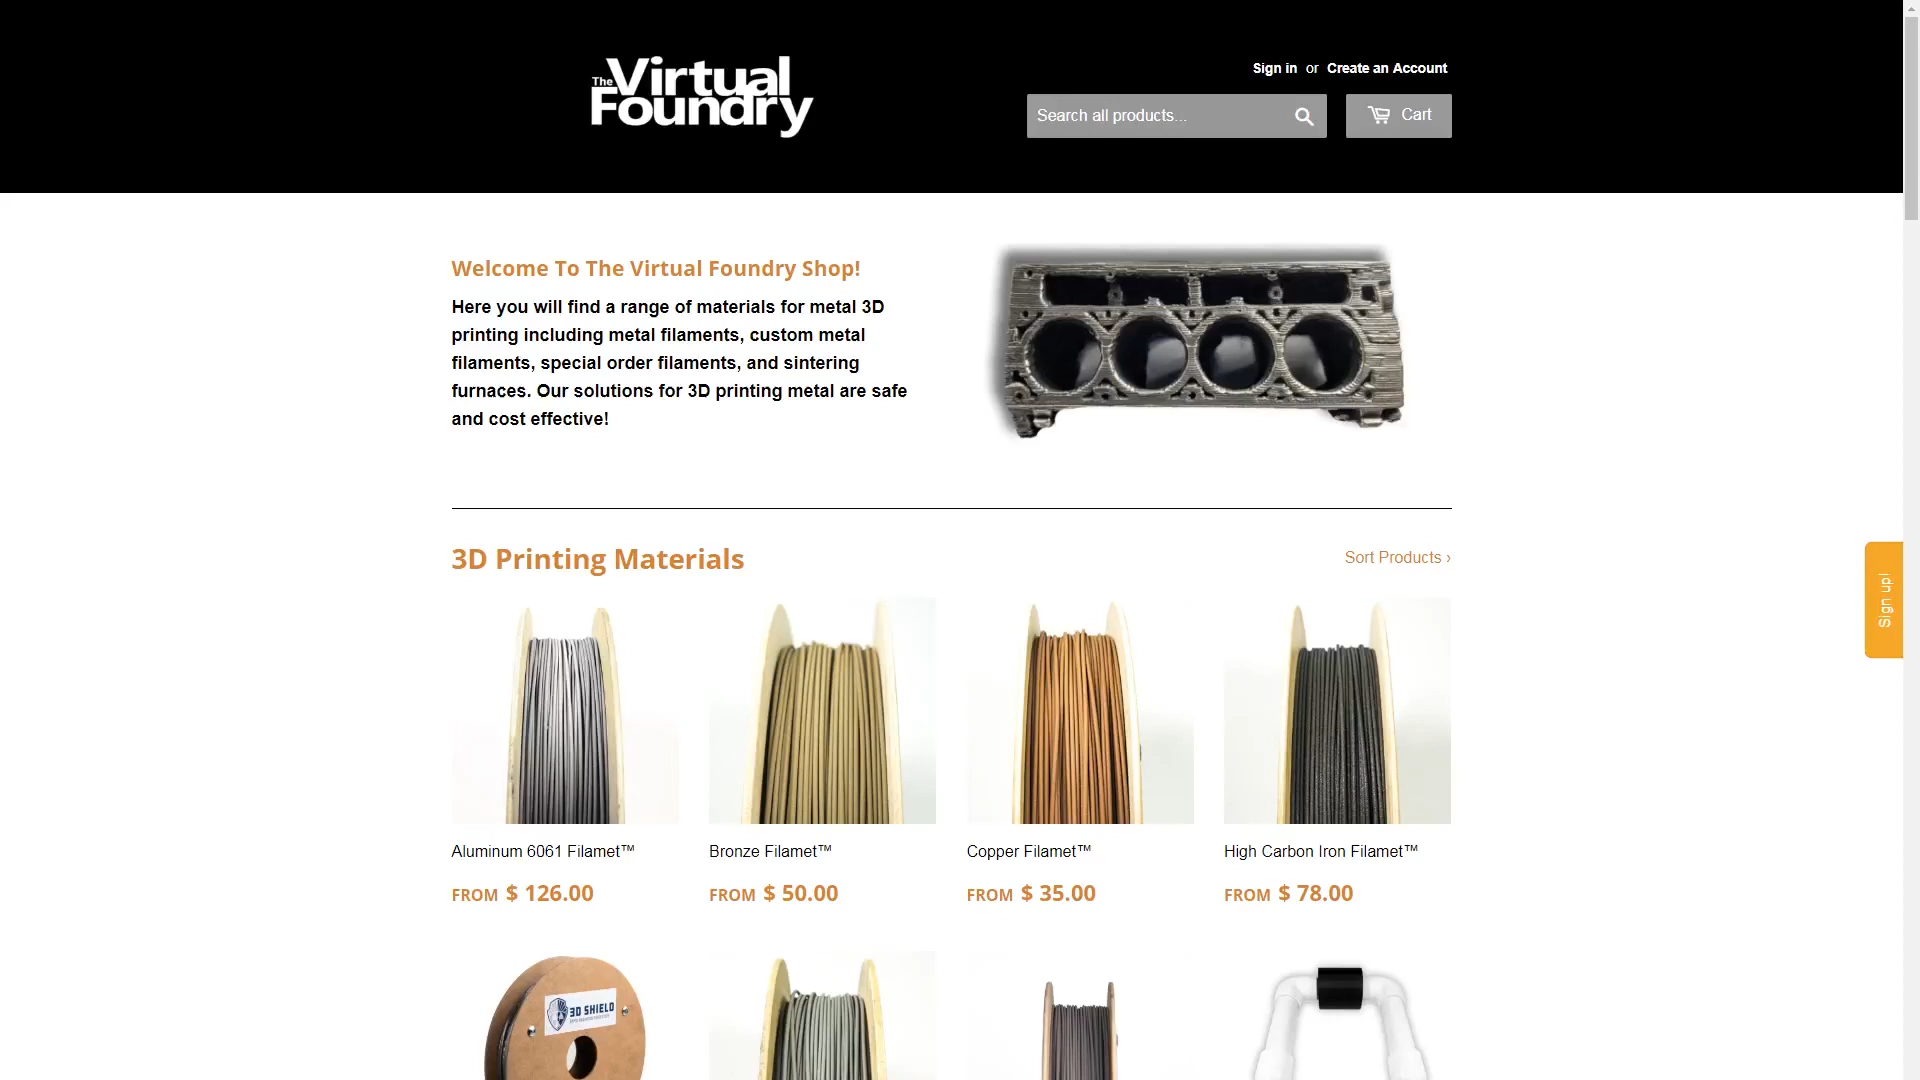 The Virtual
Foundry
Sign in or Create an Account
Search all products...
Cart
Welcome To The Virtual Foundry Shop!
Here you will find a range of materials for metal 3D
printing including metal filaments, custom metal
filaments, special order filaments, and sintering
furnaces. Our solutions for 3D printing metal are safe
and cost effective!
3D Printing Materials
Sort Products ›
Sign up!
Aluminum 6061 Filamet™
Bronze Filamet™
Copper Filamet™
High Carbon Iron Filamet™
FROM $ 126.00
FROM $ 50.00
FROM $ 35.00
FROM $ 78.00
3D SHIELD